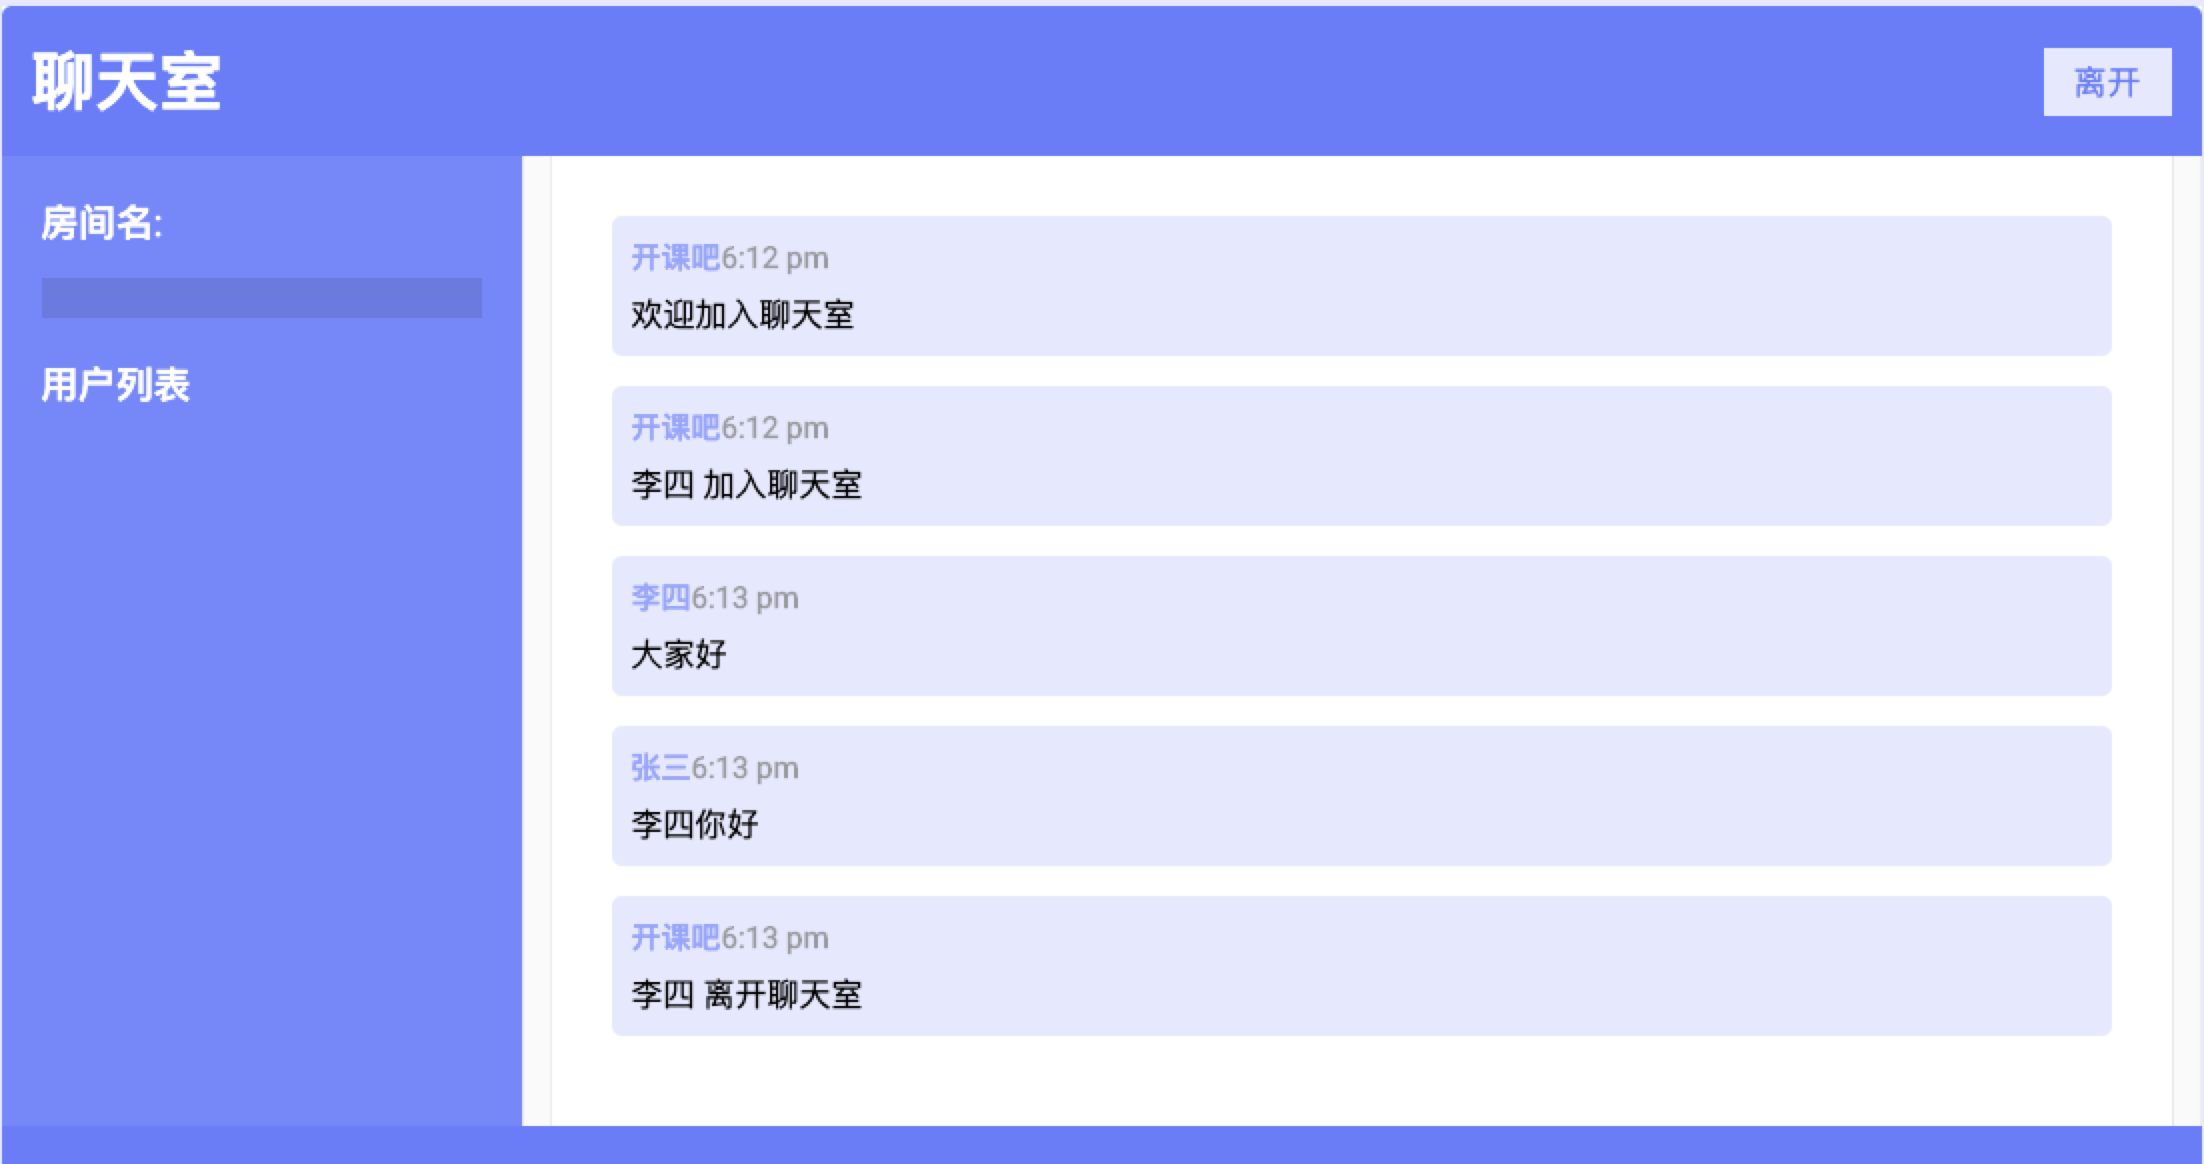 聊天室
离开
房间名:
用户列表
开课吧6:12 pm
欢迎加入聊天室
开课吧6:12 pm
李四 加入聊天室
李四6:13 pm
大家好
张三6:13 pm
李四你好
开课吧6:13 pm
李四 离开聊天室